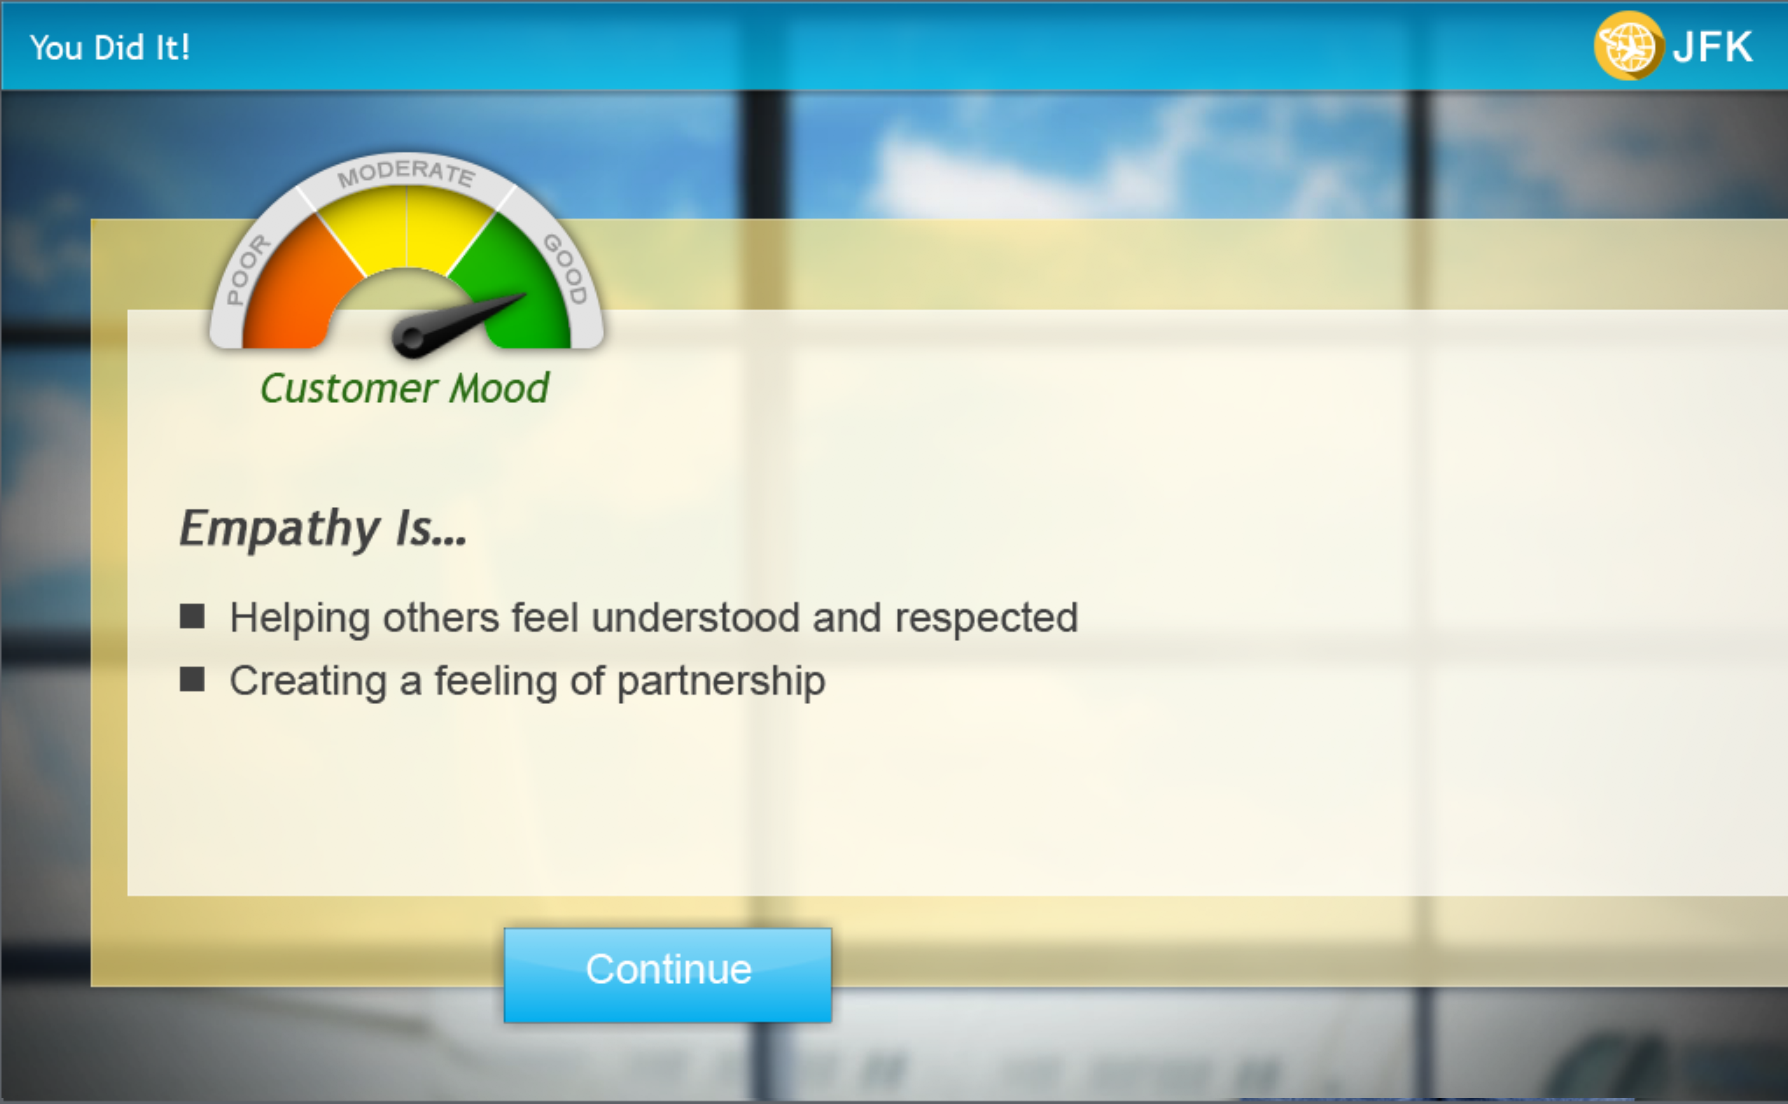 You Did It!
JFK
MODERATE
POOR
GOOD
Customer Mood
Empathy Is...
■ Helping others feel understood and respected
■ Creating a feeling of partnership
Continue